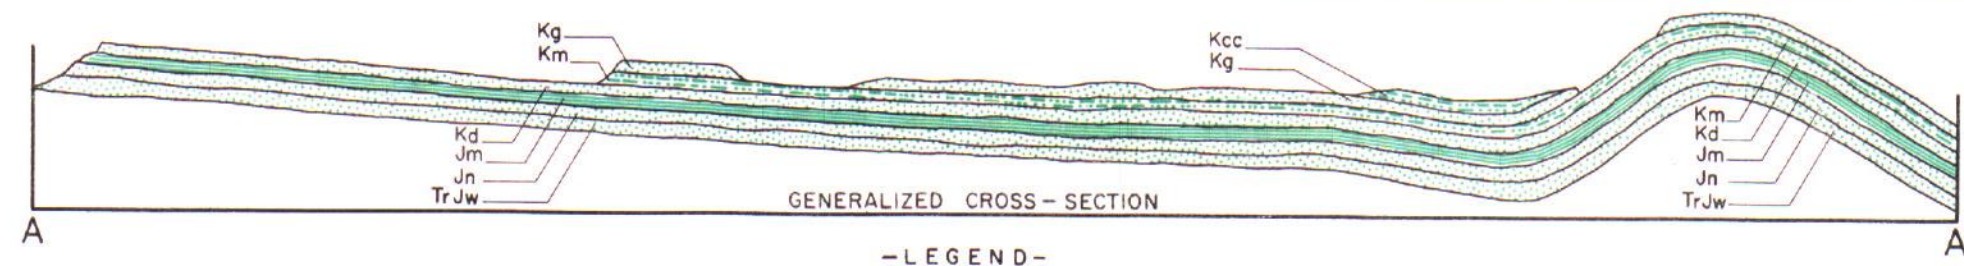 Kg
Km
Kcc
Kg
Kd
Jm
Jn
TrJw
Km
Kd
Jm
Jn
TrJw
GENERALIZED CROSS-SECTION
A
A
-LEGEND-